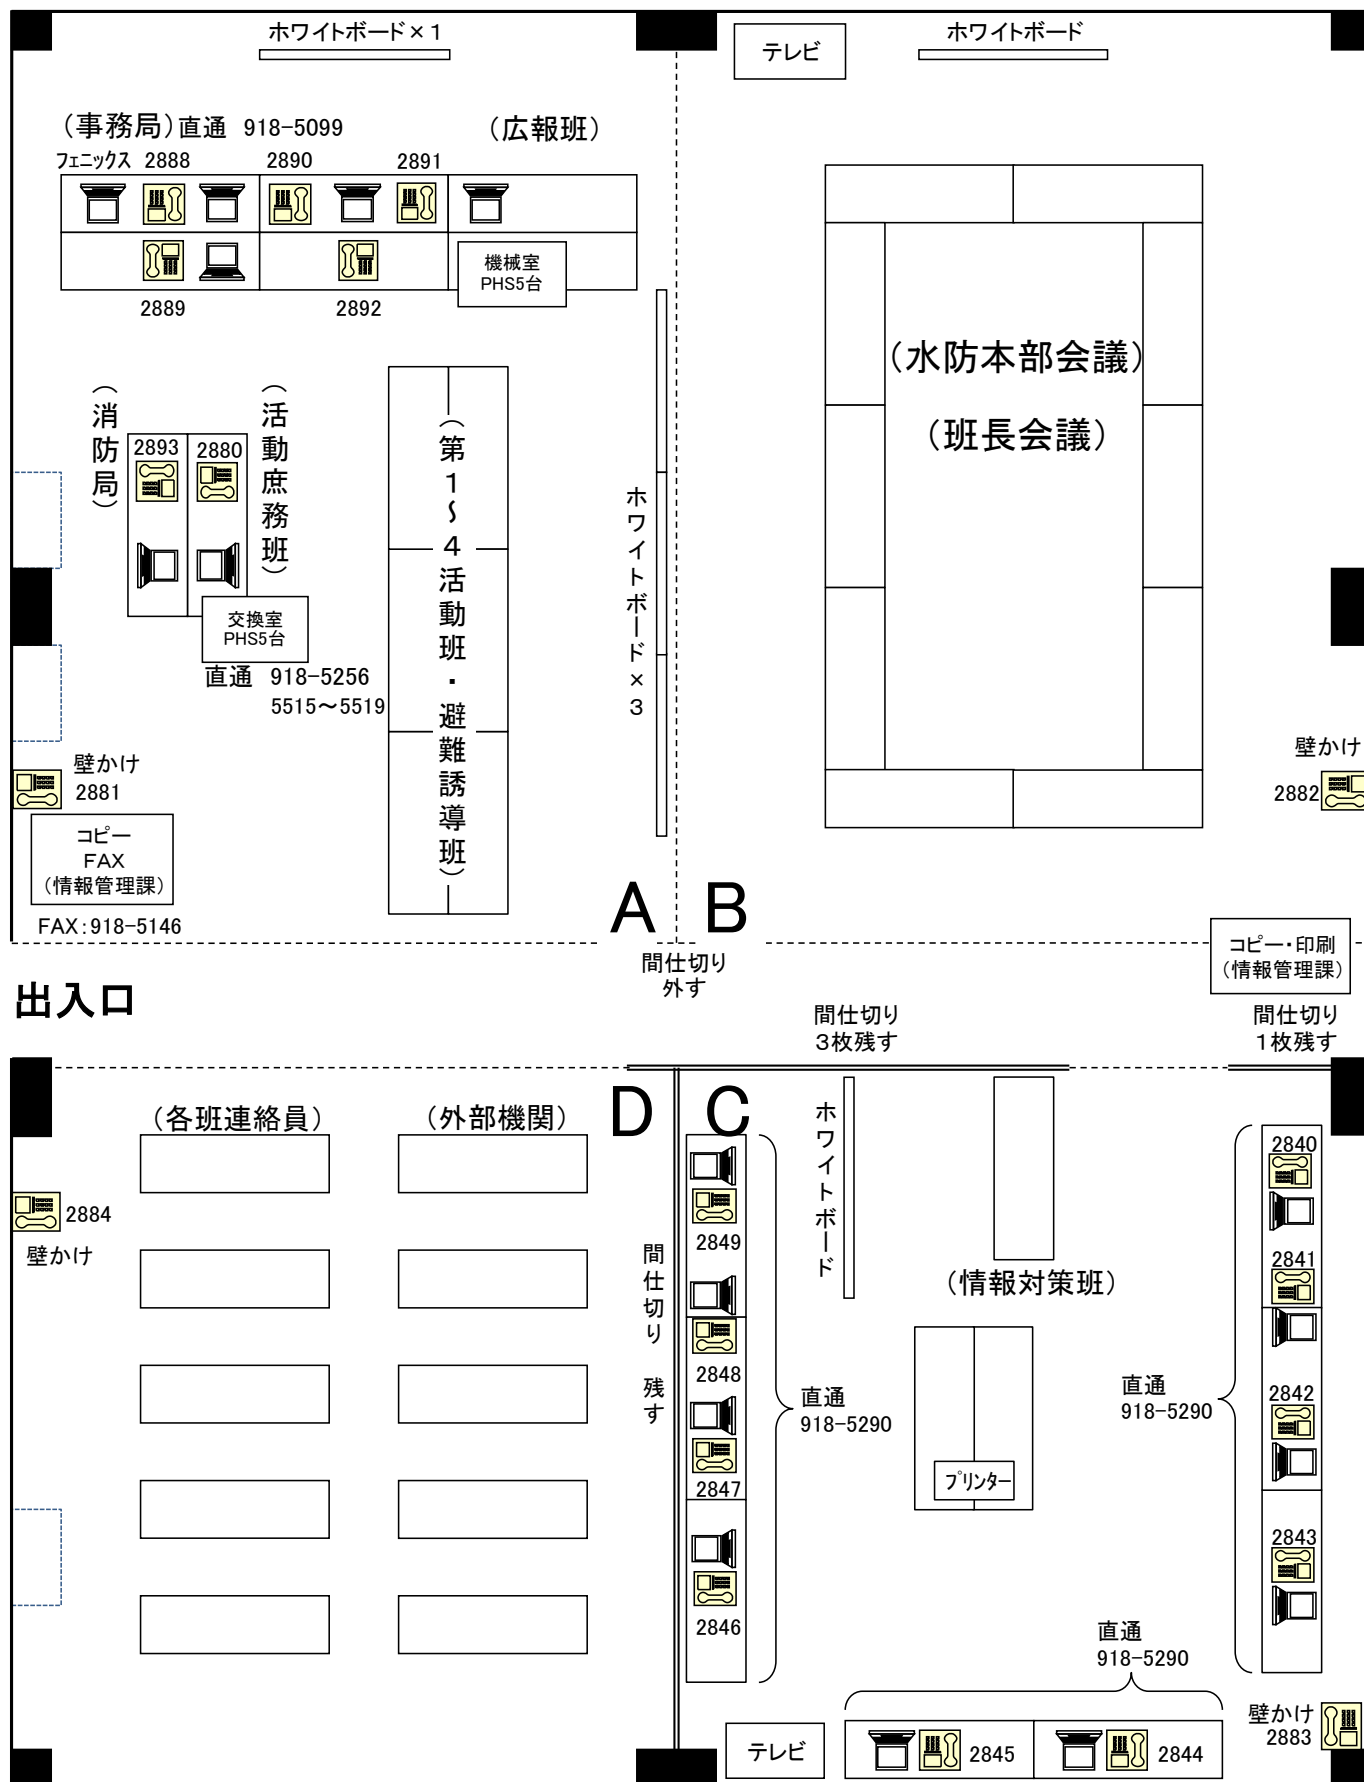 ホワイトボード×1
テレビ
ホワイトボード
(事務局)直通 918-5099
(広報班)
フェニックス 2888 2890 2891
機械室
PHS5台
2889 2892
(水防本部会議)
(班長会議)
(消防局)
2893 2880
(活動庶務班)
交換室
PHS5台
直通 918-5256
5515～5519
(第1～4活動班・避難誘導班)
ホワイトボード×3
壁かけ
2881
コピー
FAX
(情報管理課)
FAX:918-5146
壁かけ
2882
A B
間仕切り
外す
コピー・印刷
(情報管理課)
出入口
間仕切り
3枚残す
間仕切り
1枚残す
D C
(各班連絡員) (外部機関)
2884
壁かけ
間仕切り 残す
ホワイトボード
2849
2848
2847
2846
直通
918-5290
(情報対策班)
プリンター
直通
918-5290
2840
2841
2842
2843
直通
918-5290
テレビ
2845 2844
壁かけ
2883